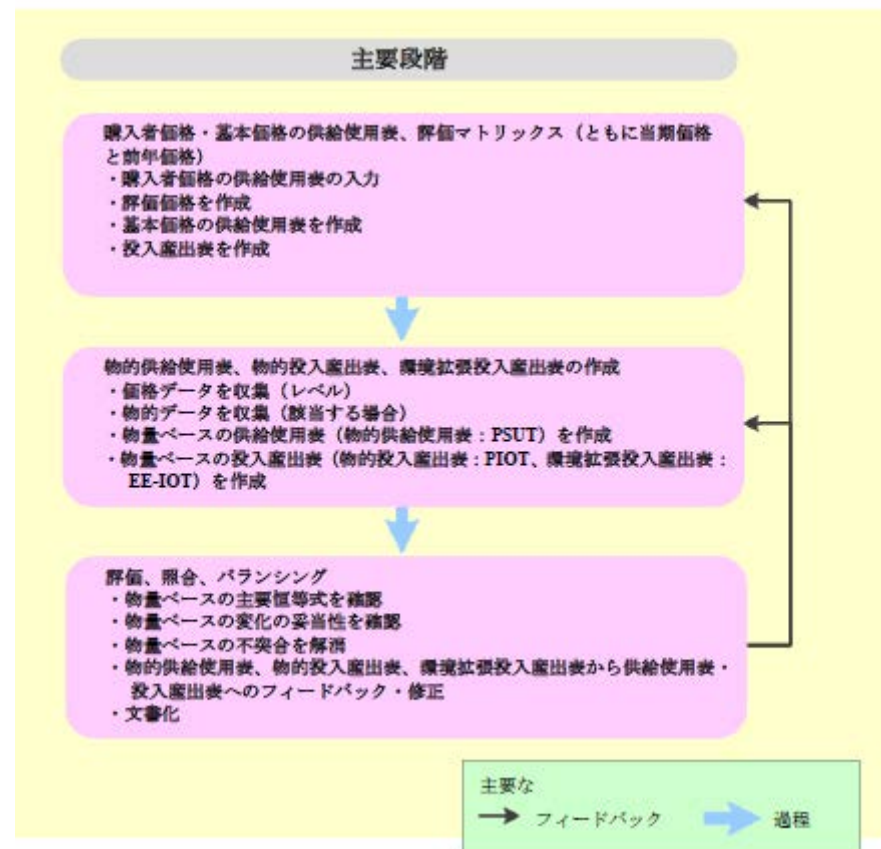 主要段階
購入者価格・基本価格の供給使用表、評価マトリックス（ともに当期価格
と前年価格）
・購入者価格の供給使用表の入力
・評価価格を作成
・基本価格の供給使用表を作成
・投入産出表を作成
物的供給使用表、物的投入産出表、環境拡張投入産出表の作成
・価格データを収集（レベル）
・物的データを収集（該当する場合）
・物量ベースの供給使用表（物的供給使用表：PSUT）を作成
・物量ベースの投入産出表（物的投入産出表：PIOT、環境拡張投入産出表：
EE-IOT）を作成
評価、照合、バランシング
・物量ベースの主要恒等式を確認
・物量ベースの変化の妥当性を確認
・物量ベースの不突合を解消
・物的供給使用表、物的投入産出表、環境拡張投入産出表から供給使用表・
投入産出表へのフィードバック・修正
・文書化
主要な
フィードバック 過程